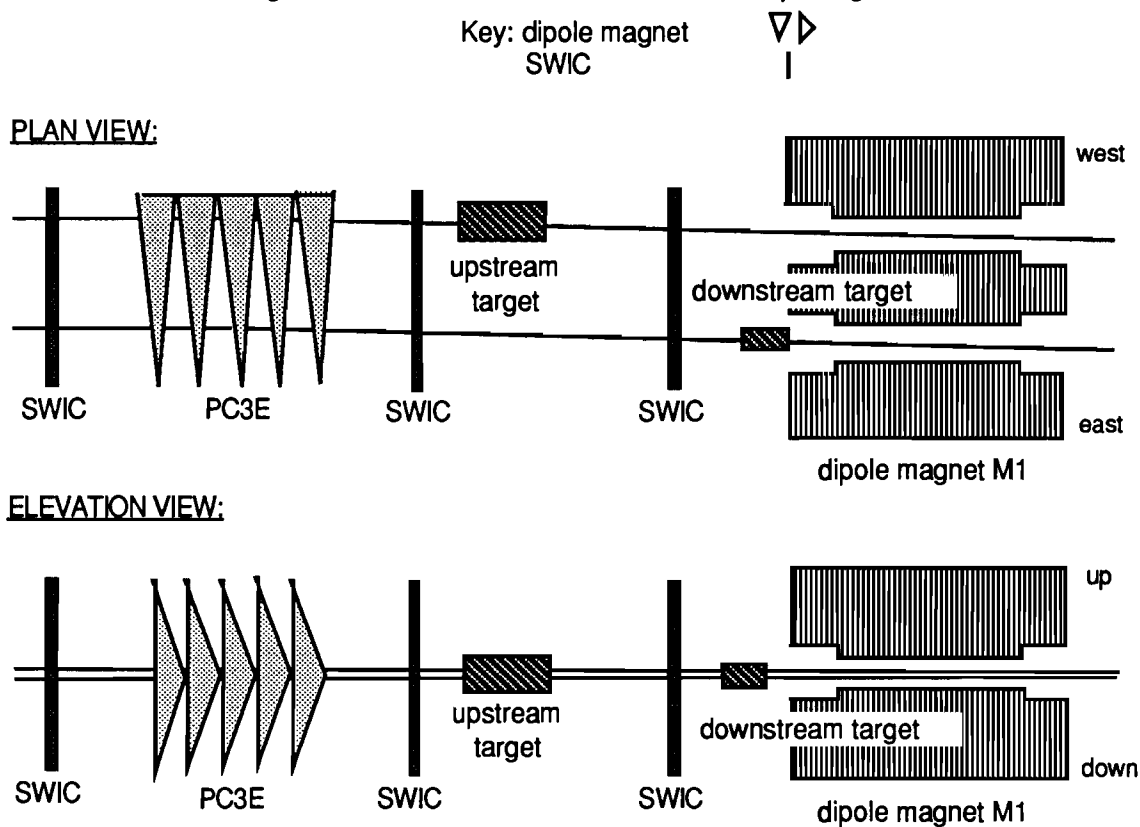 Key: dipole magnet
SWIC
PLAN VIEW:
west
upstream
target
downstream target
SWIC
PC3E
SWIC
SWIC
east
dipole magnet M1
ELEVATION VIEW:
up
upstream
target
downstream target
down
SWIC
PC3E
SWIC
SWIC
dipole magnet M1